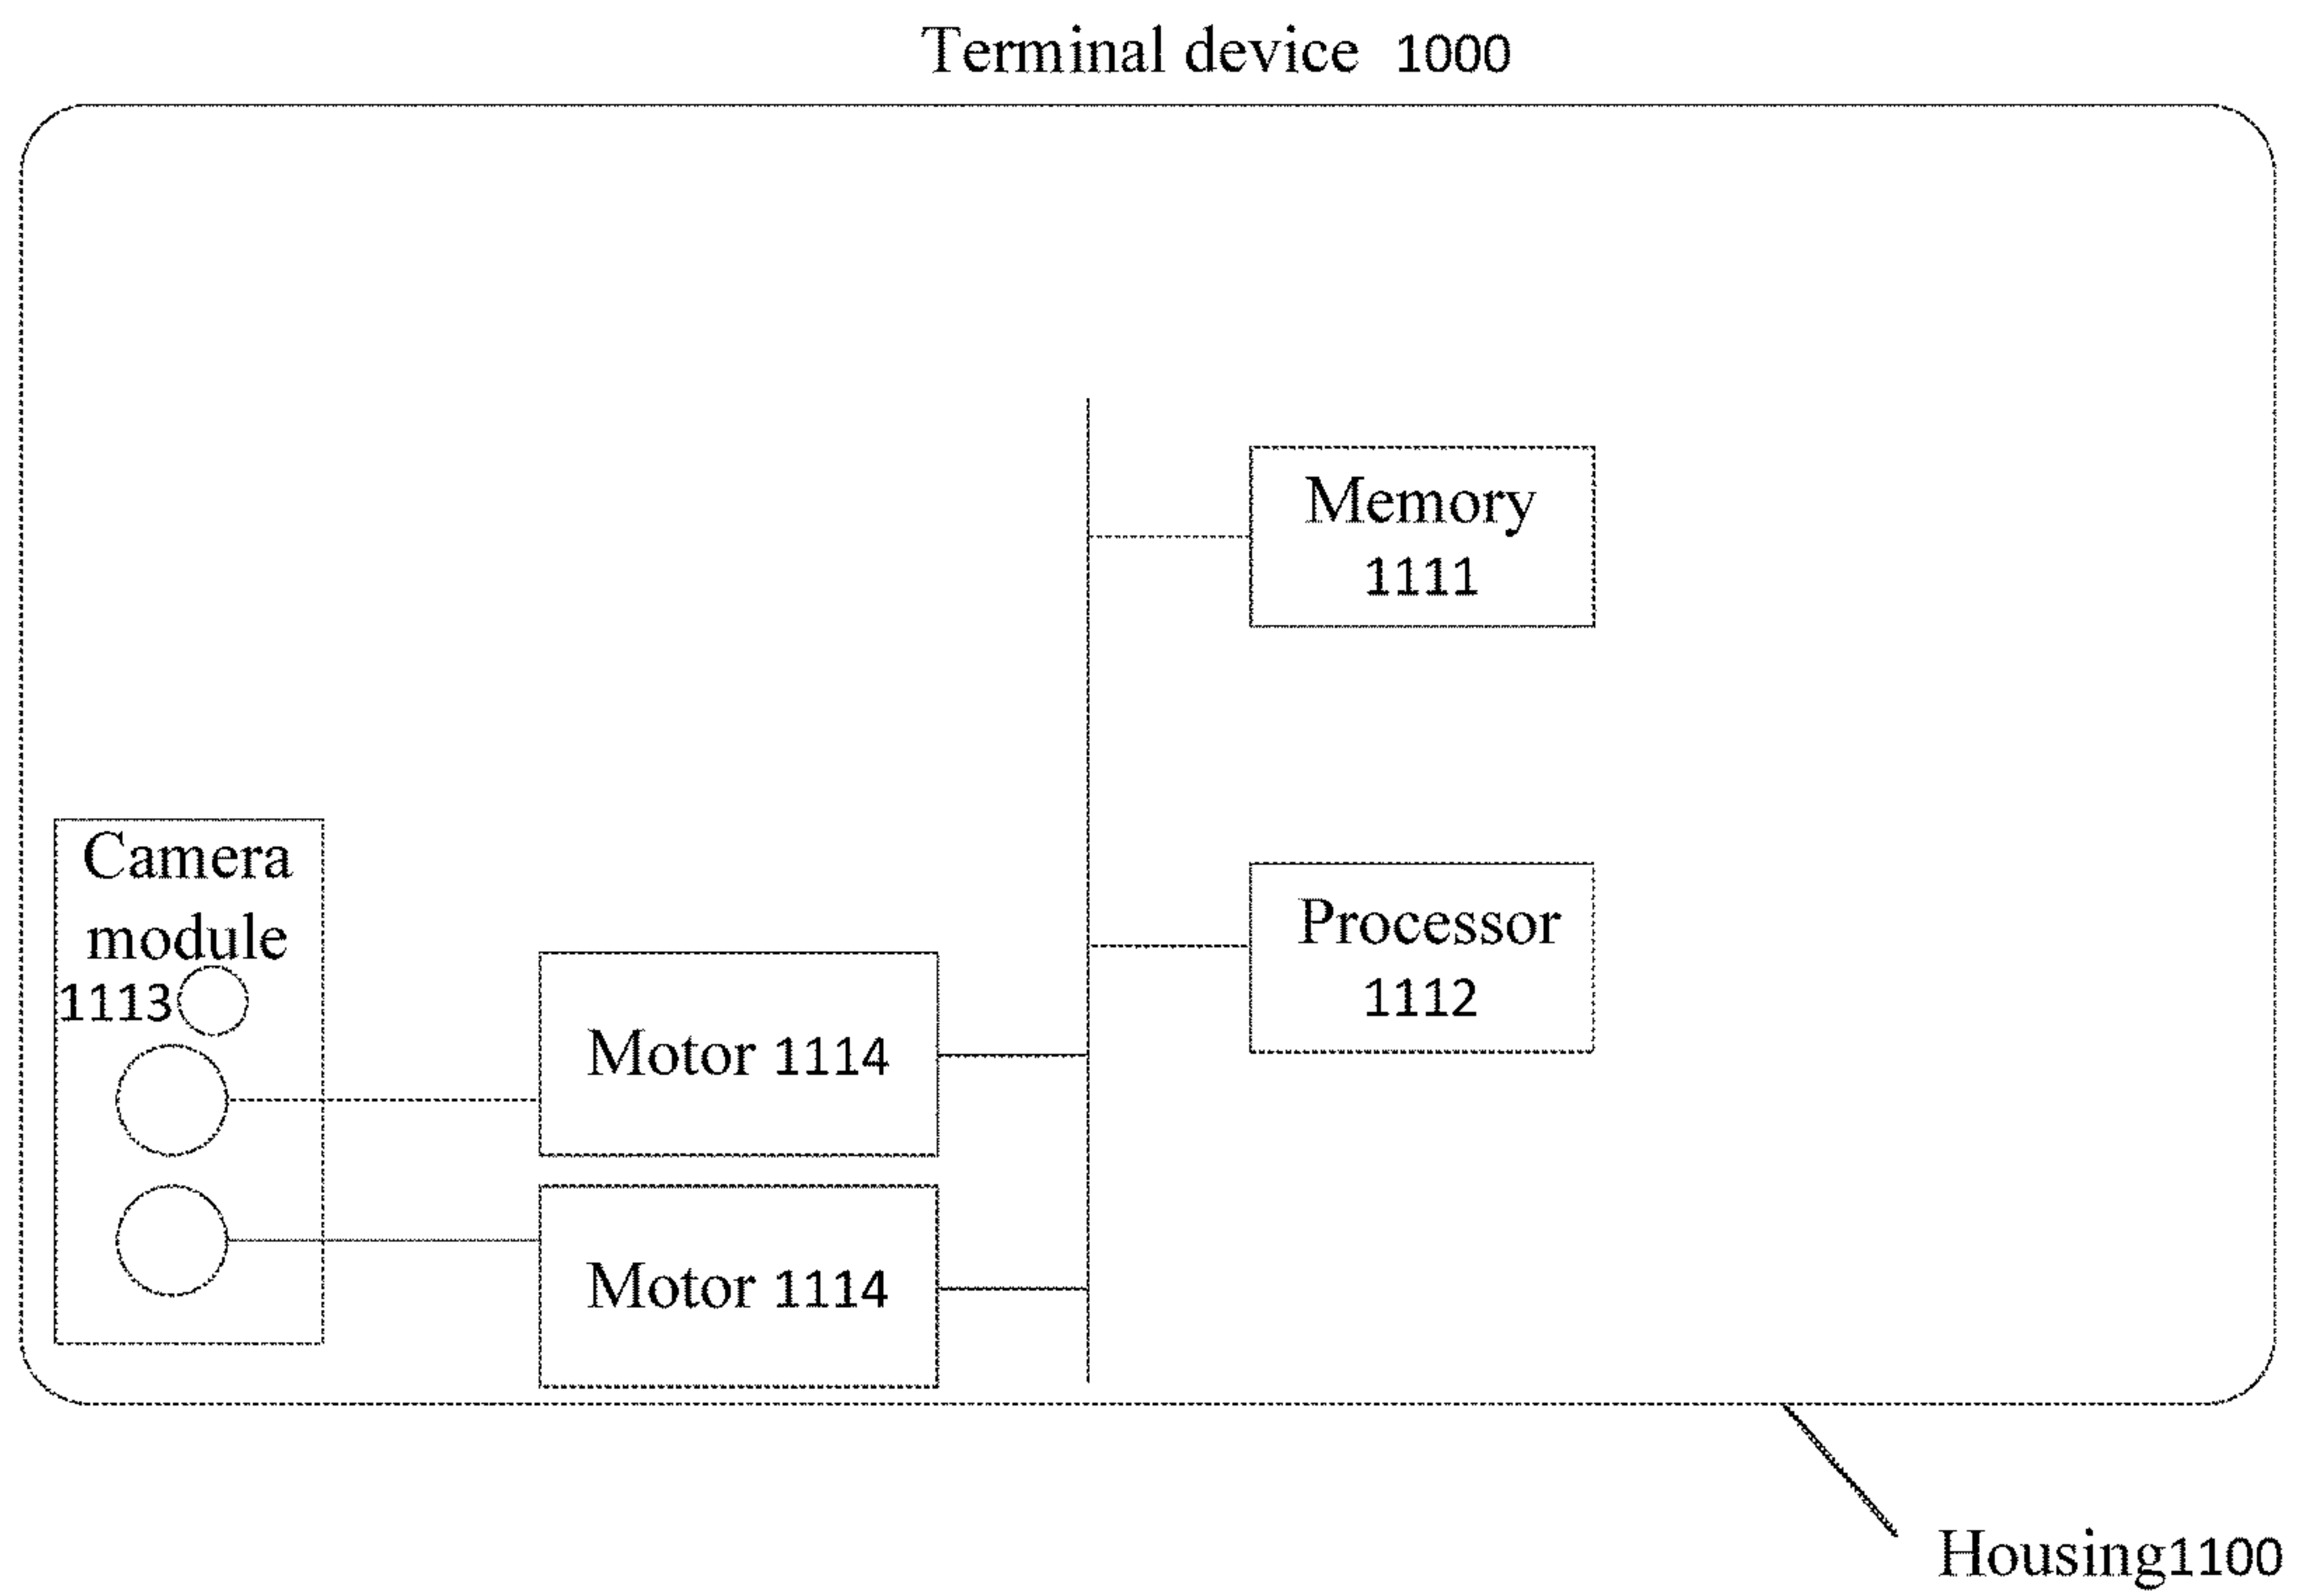 Terminal device 1000
Memory
1111
Camera
module
1113
Processor
1112
Motor 1114
Motor 1114
Housing1100